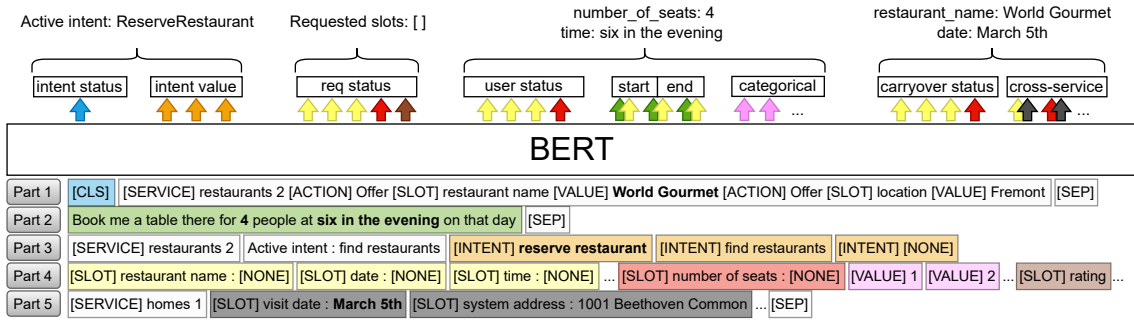 Active intent: ReserveRestaurant
Requested slots: [ ]
number_of_seats: 4
time: six in the evening
restaurant_name: World Gourmet
date: March 5th
intent status
intent value
req status
user status
start
end
categorical
...
carryover status
cross-service
...
BERT
Part 1 [CLS] [SERVICE] restaurants 2 [ACTION] Offer [SLOT] restaurant name [VALUE] World Gourmet [ACTION] Offer [SLOT] location [VALUE] Fremont [SEP]
Part 2 Book me a table there for 4 people at six in the evening on that day [SEP]
Part 3 [SERVICE] restaurants 2 Active intent : find restaurants [INTENT] reserve restaurant [INTENT] find restaurants [INTENT] [NONE]
Part 4 [SLOT] restaurant name : [NONE] [SLOT] date : [NONE] [SLOT] time : [NONE] ... [SLOT] number of seats : [NONE] [VALUE] 1 [VALUE] 2 ... [SLOT] rating ...
Part 5 [SERVICE] homes 1 [SLOT] visit date : March 5th [SLOT] system address : 1001 Beethoven Common ... [SEP]